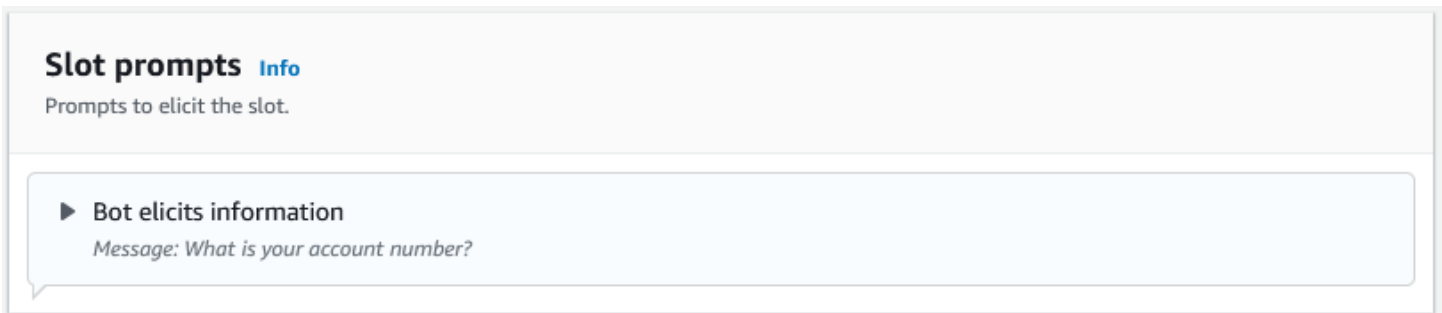 Slot prompts Info
Prompts to elicit the slot.
Bot elicits information
Message: What is your account number?